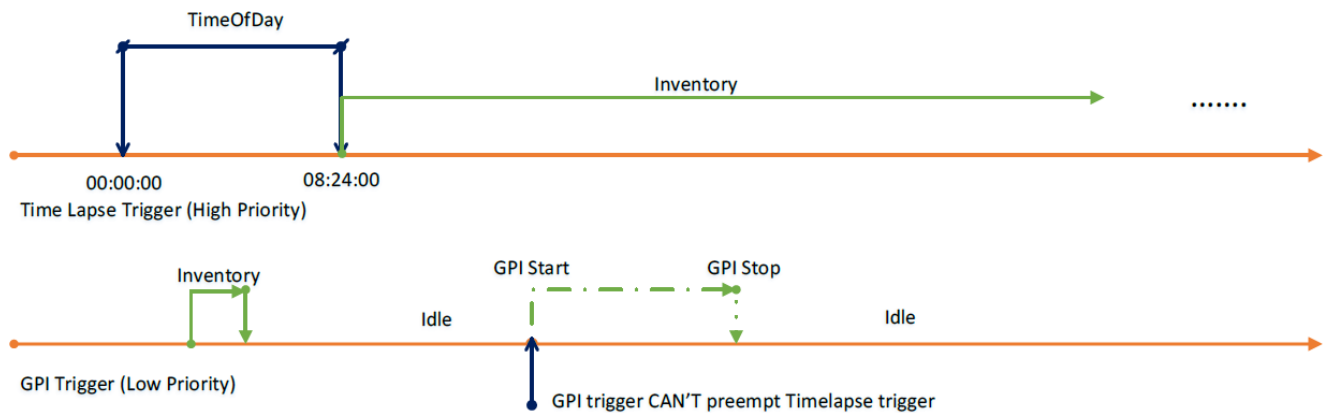 TimeOfDay
Inventory
.......
00:00:00
08:24:00
Time Lapse Trigger (High Priority)
GPI Start
GPI Stop
Inventory
Idle
Idle
GPI Trigger (Low Priority)
GPI trigger CAN'T preempt Timelapse trigger